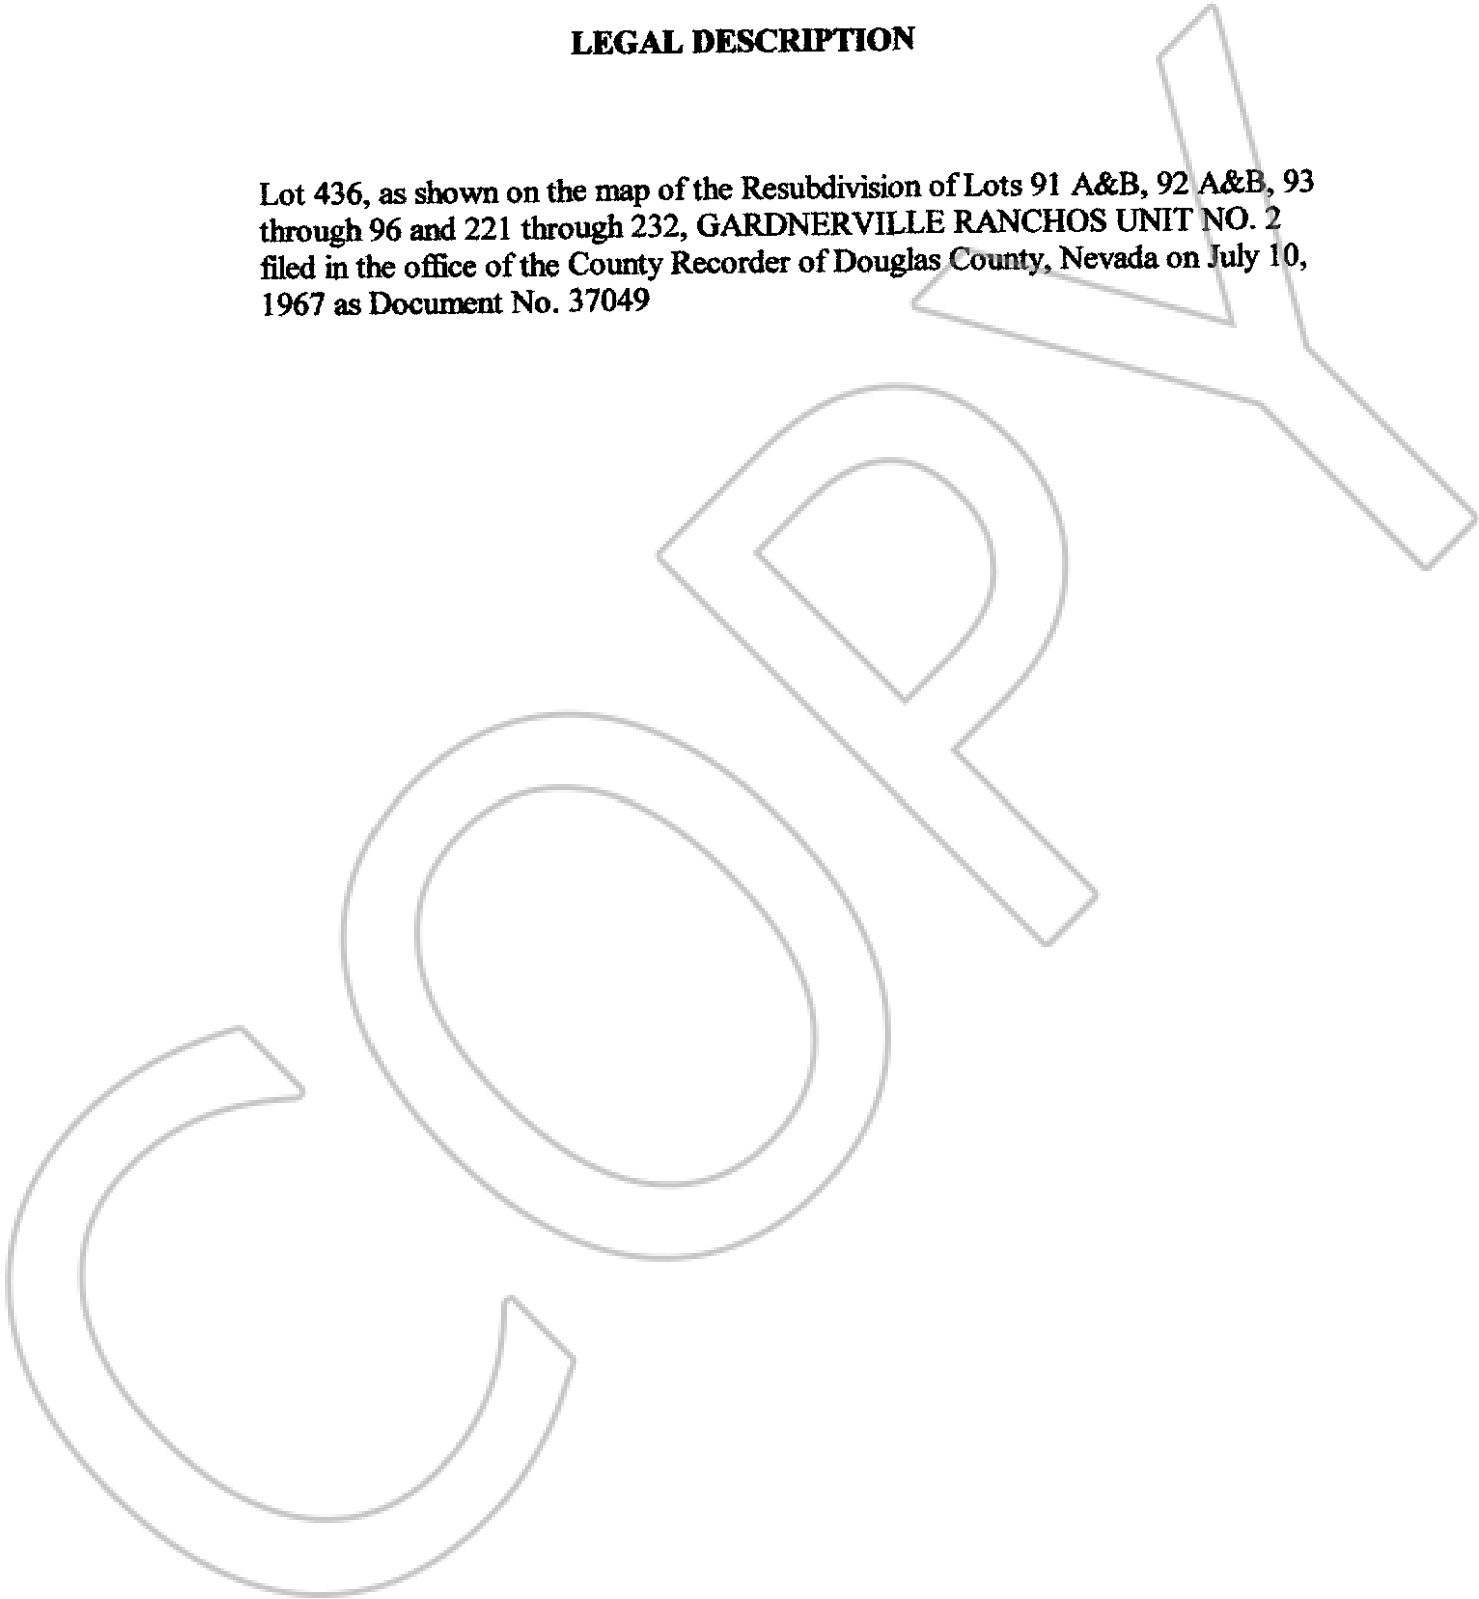 LEGAL DESCRIPTION
Lot 436, as shown on the map of the Resubdivision of Lots 91 A&B, 92 A&B, 93
through 96 and 221 through 232, GARDNERVILLE RANCHOS UNIT NO. 2
filed in the office of the County Recorder of Douglas County, Nevada on July 10,
1967 as Document No. 37049
COPY